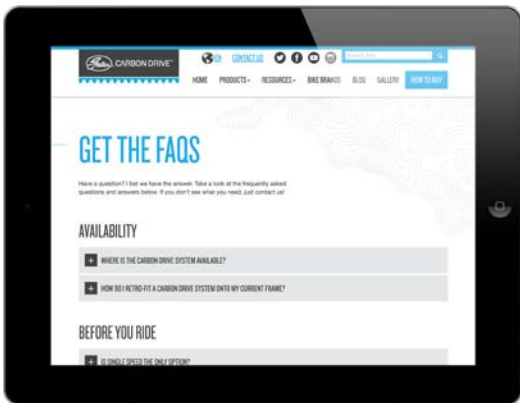 Gates CARBON DRIVE™
EN CONTACT US
HOME PRODUCTS RESOURCES BIKE BRANDS BLOG GALLERY HOW TO BUY
GET THE FAQS
Have a question? I bet we have the answer. Take a look at the frequently asked
questions and answers below. If you don't see what you need, just contact us!
AVAILABILITY
+ WHERE IS THE CARBON DRIVE SYSTEM AVAILABLE?
+ HOW DO I RETRO-FIT A CARBON DRIVE SYSTEM ONTO MY CURRENT FRAME?
BEFORE YOU RIDE
+ IS SINGLE SPEED THE ONLY OPTION?